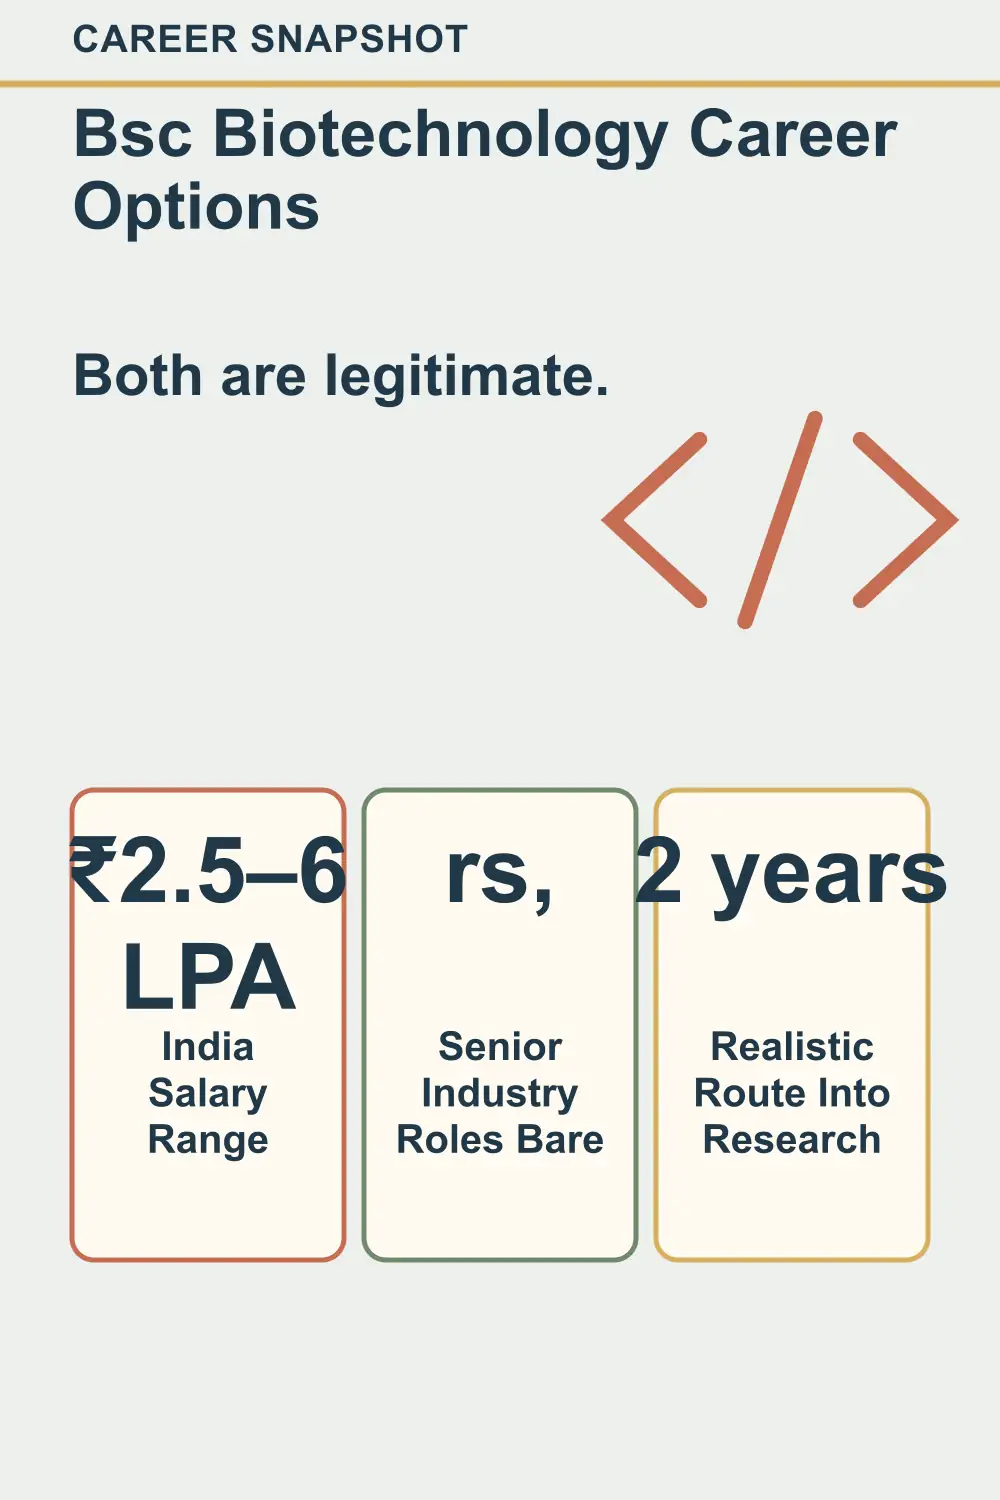 CAREER SNAPSHOT
Bsc Biotechnology Career
Options
Both are legitimate.
₹2.5–6
LPA
India
Salary
Range
rs,
Senior
Industry
Roles Bare
2 years
Realistic
Route Into
Research